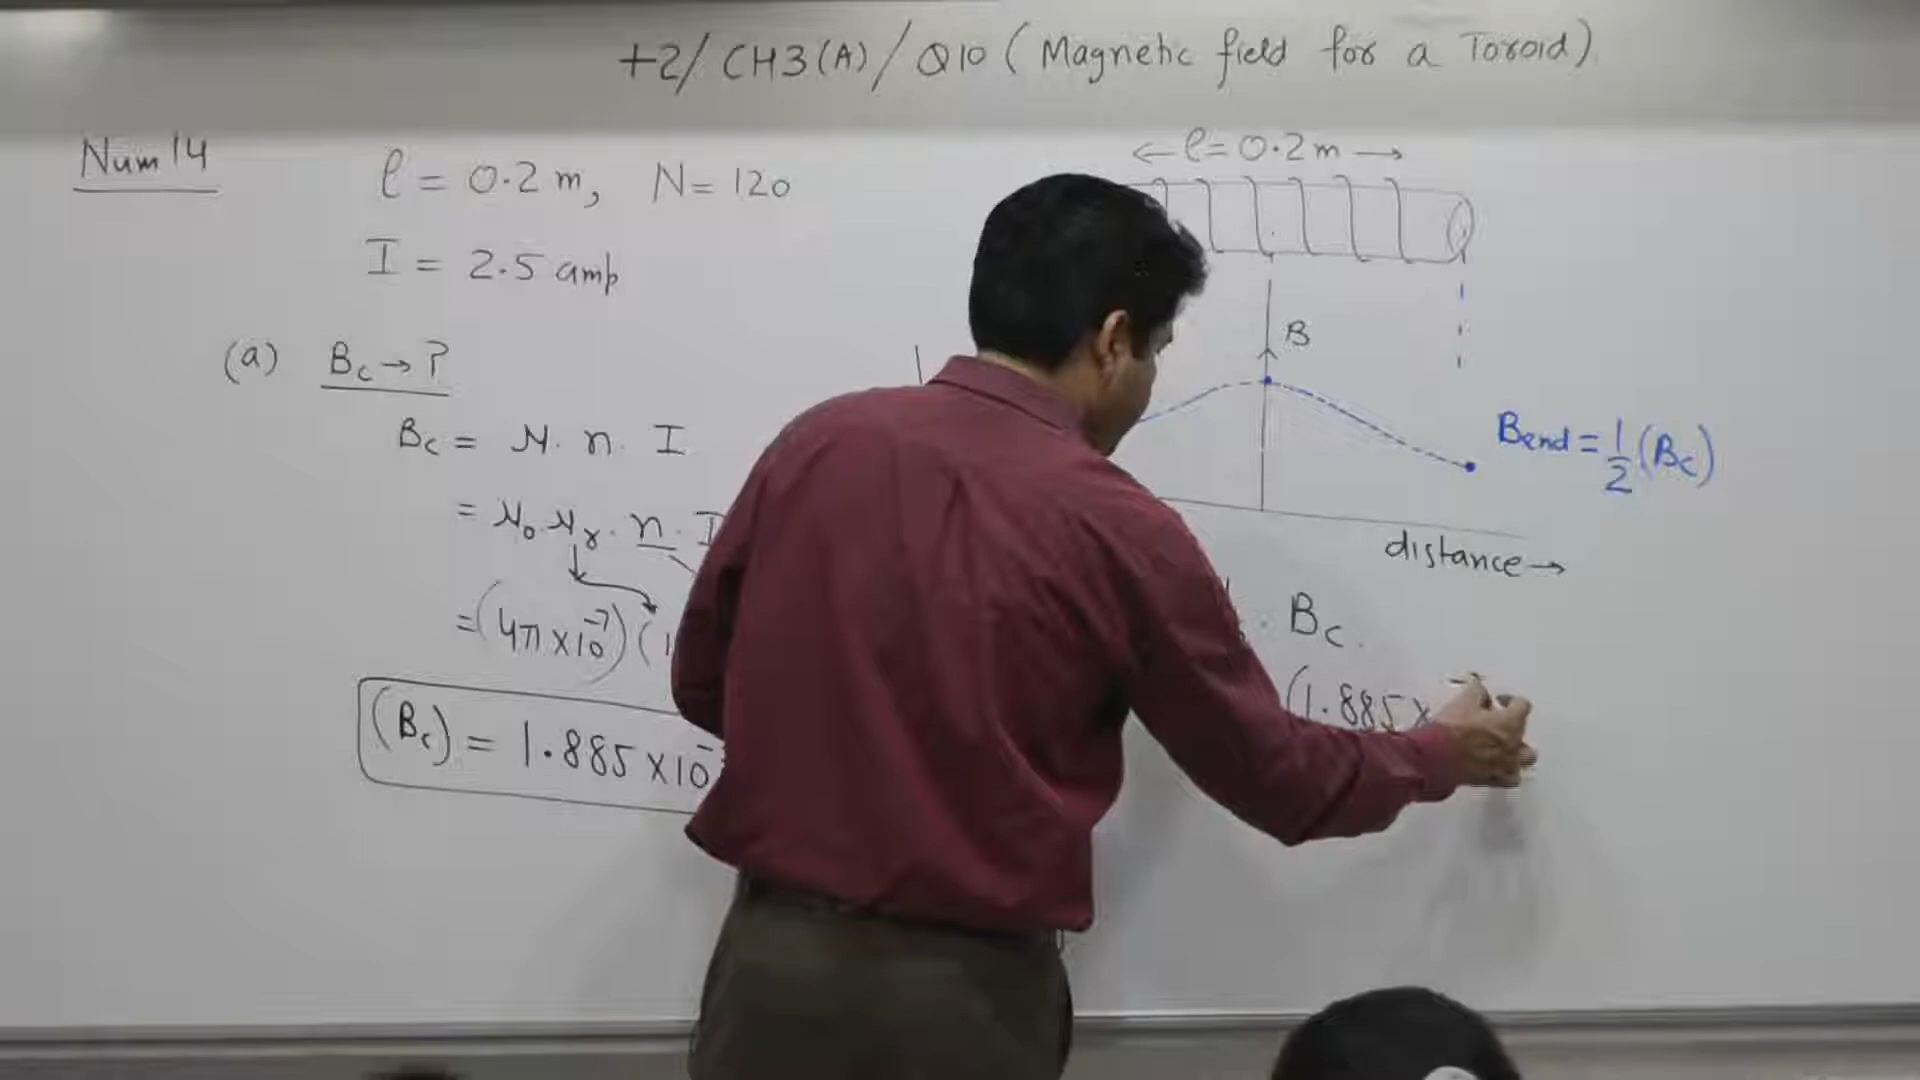 +2/ CH3(A) / Q10 ( Magnetic field for a Toroid )
Num 14
l = 0.2 m, N = 120
I = 2.5 amp
(a) Bc → ?
Bc = μ. n. I
= μ0. μr. n. I
= (4π × 10^-7) (1
(Bc) = 1.885 × 10^-
← l = 0.2 m →
B
Bend = 1/2 (Bc)
distance →
. Bc.
(1.885 ×